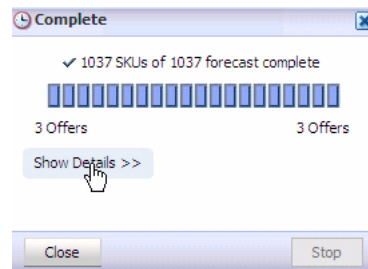 Complete
✓ 1037 SKUs of 1037 forecast complete
3 Offers 3 Offers
Show Details >>
Close Stop